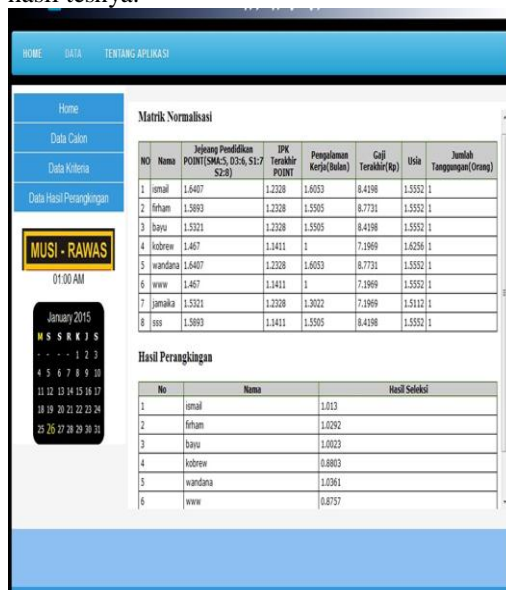 HOME DATA TENTANG APLIKASI
Home
Data Calon
Data Kriteria
Data Hasil Perangkingan
MUSI - RAWAS
01:00 AM
January 2015
M S S R K J S
- - - - 1 2 3
4 5 6 7 8 9 10
11 12 13 14 15 16 17
18 19 20 21 22 23 24
25 26 27 28 29 30 31
Matrik Normalisasi
NO Nama Jejeang Pendidikan POINT(SMA:5, D3:6, S1:7 S2:8) IPK Terakhir POINT Pengalaman Kerja(Bulan) Gaji Terakhir(Rp) Usia Jumlah Tanggungan(Orang)
1 ismail 1.6407 1.2328 1.6053 8.4198 1.5552 1
2 firham 1.5893 1.2328 1.5505 8.7731 1.5552 1
3 bayu 1.5321 1.2328 1.5505 8.4198 1.5552 1
4 kobrew 1.467 1.1411 1 7.1969 1.6256 1
5 wandana 1.6407 1.2328 1.6053 8.7731 1.5552 1
6 www 1.467 1.1411 1 7.1969 1.5552 1
7 jamaika 1.5321 1.2328 1.3022 7.1969 1.5112 1
8 sss 1.5893 1.1411 1.5505 8.4198 1.5552 1
Hasil Perangkingan
No Nama Hasil Seleksi
1 ismail 1.013
2 firham 1.0292
3 bayu 1.0023
4 kobrew 0.8803
5 wandana 1.0361
6 www 0.8757